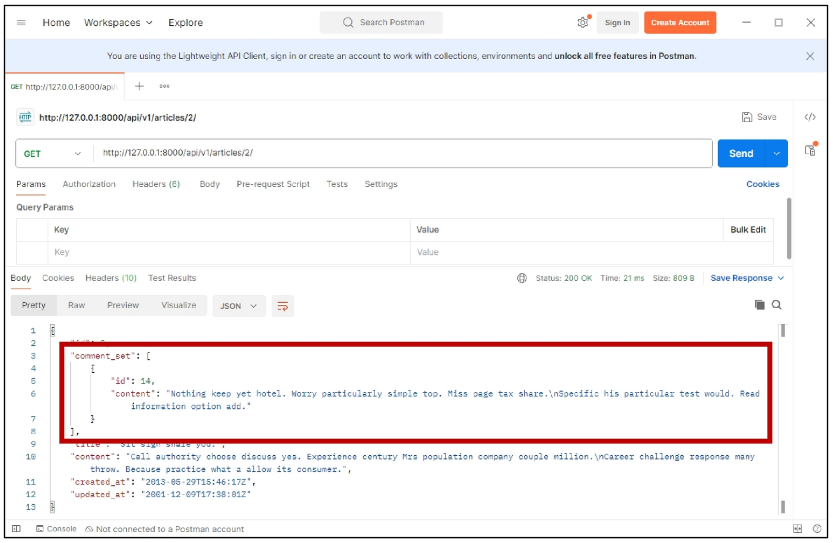 Home Workspaces Explore Search Postman Sign In Create Account
You are using the Lightweight API Client, sign in or create an account to work with collections, environments and unlock all free features in Postman.
GET http://127.0.0.1:8000/api/v
HTTP http://127.0.0.1:8000/api/v1/articles/2/ Save
GET http://127.0.0.1:8000/api/v1/articles/2/ Send
Params Authorization Headers (6) Body Pre-request Script Tests Settings Cookies
Query Params
Key Value Bulk Edit
Key Value
Body Cookies Headers (10) Test Results Status: 200 OK Time: 21 ms Size: 809 B Save Response
Pretty Raw Preview Visualize JSON
1 {
2
3 "comment_set": [
4 {
5 "id": 14,
6 "content": "Nothing keep yet hotel. Worry particularly simple top. Miss page tax share.\nSpecific his particular test would. Read
information option add."
7 }
8 ],
9 "title": "Sit sign share you.",
10 "content": "Call authority choose discuss yes. Experience century Mrs population company couple million.\nCareer challenge response many
throw. Because practice what a allow its consumer.",
11 "created_at": "2013-05-29T15:46:17Z",
12 "updated_at": "2001-12-09T17:38:01Z"
13 }
Console Not connected to a Postman account